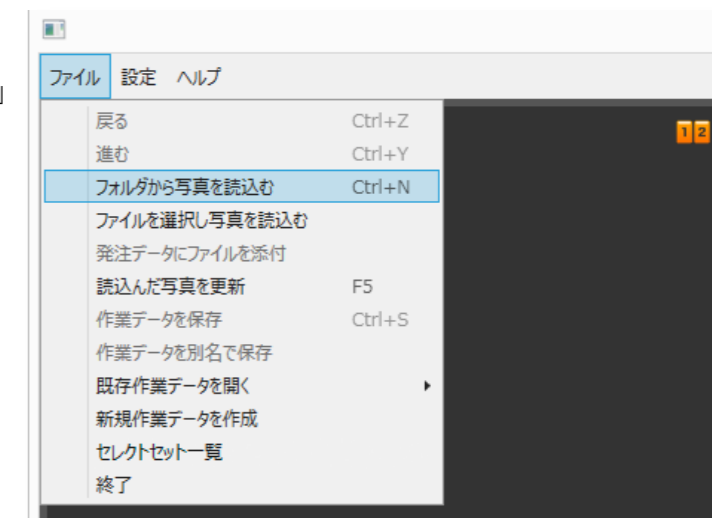 」
ファイル 設定 ヘルプ
1 2
戻る Ctrl+Z
進む Ctrl+Y
フォルダから写真を読込む Ctrl+N
ファイルを選択し写真を読込む
発注データにファイルを添付
読込んだ写真を更新 F5
作業データを保存 Ctrl+S
作業データを別名で保存
既存作業データを開く
新規作業データを作成
セレクトセット一覧
終了